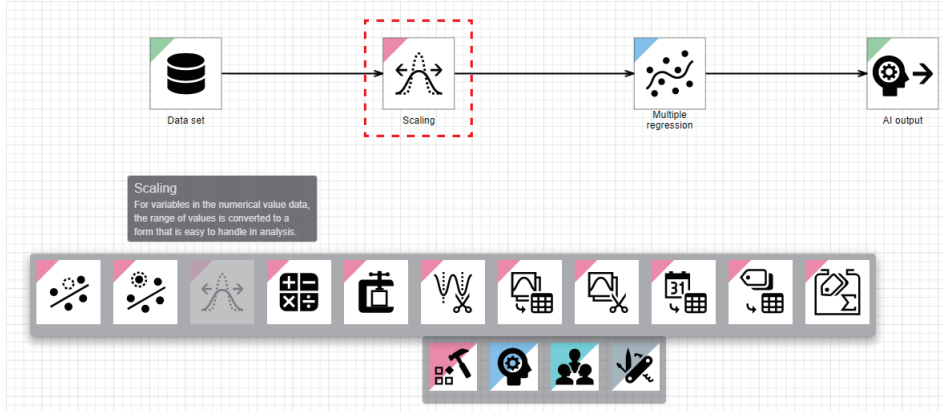 Data set
Scaling
Multiple
regression
AI output
Scaling
For variables in the numerical value data,
the range of values is converted to a
form that is easy to handle in analysis.
31